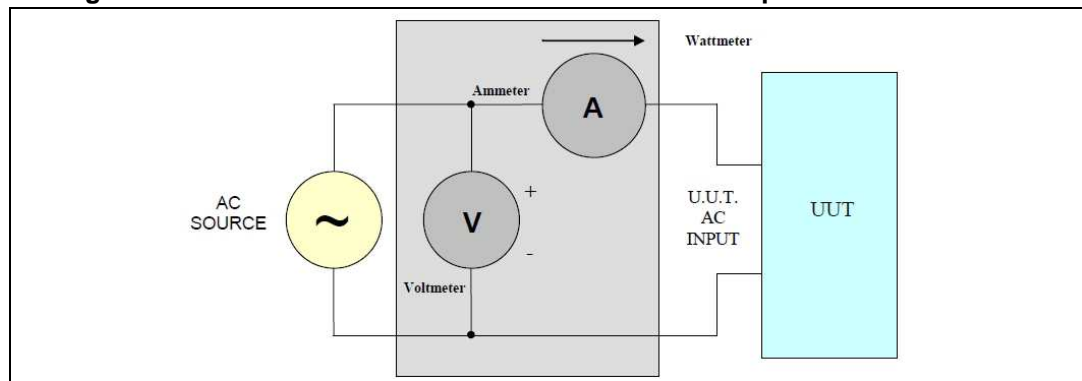 Wattmeter
Ammeter
A
AC
SOURCE
~
V
+
-
U.U.T.
AC
INPUT
UUT
Voltmeter